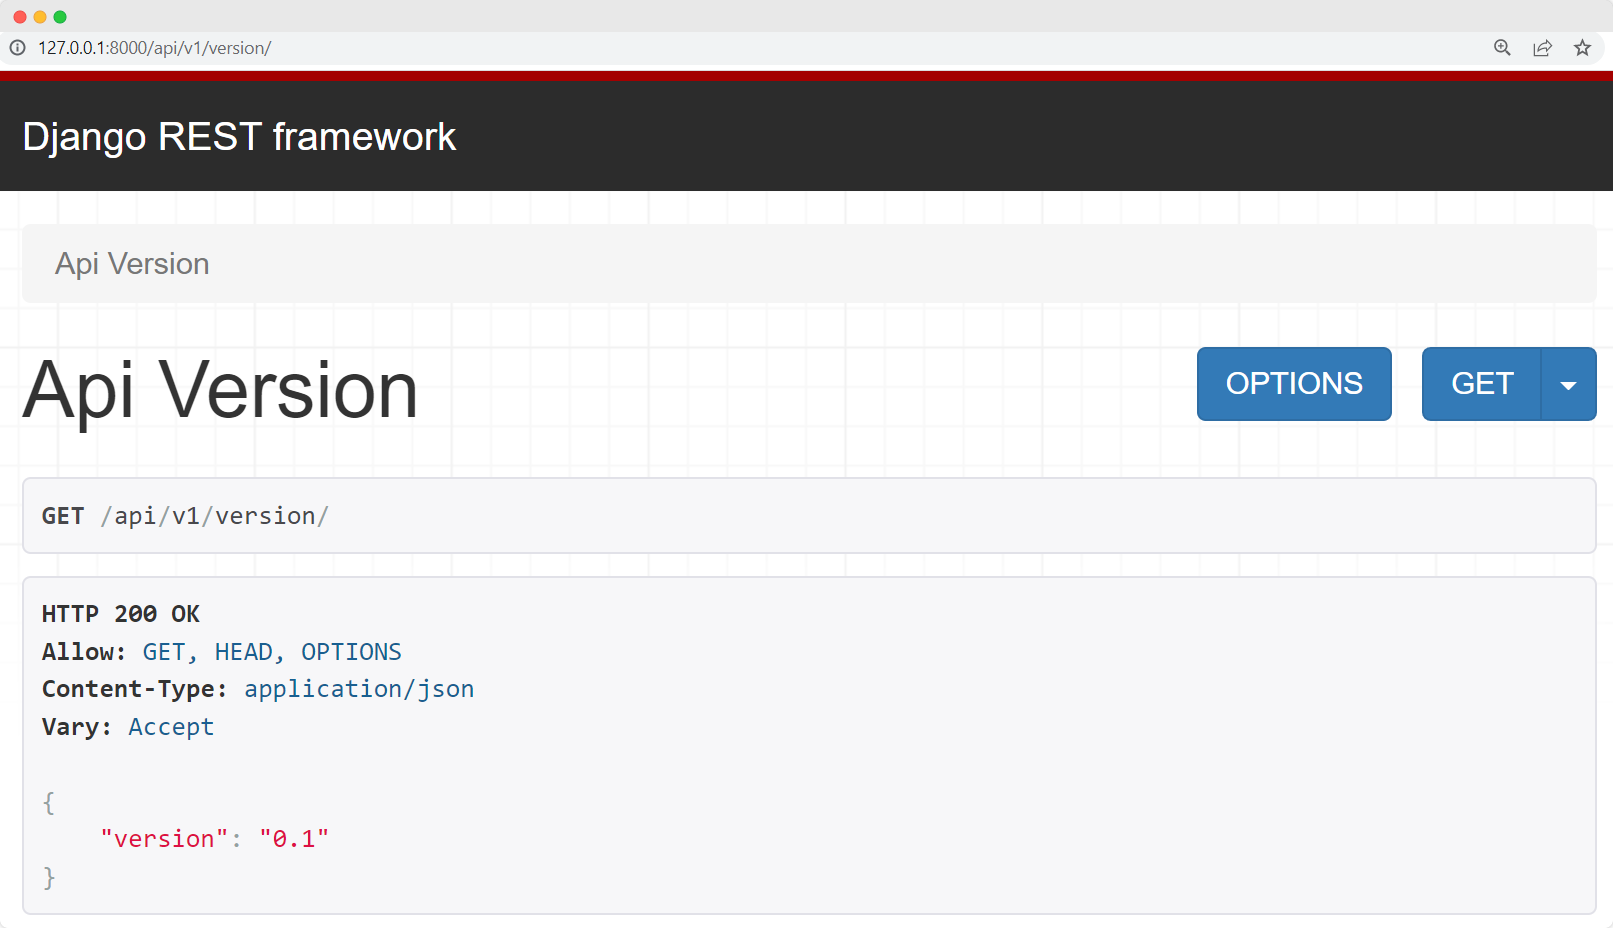 127.0.0.1:8000/api/v1/version/
Django REST framework
Api Version
Api Version
OPTIONS
GET
GET /api/v1/version/
HTTP 200 OK
Allow: GET, HEAD, OPTIONS
Content-Type: application/json
Vary: Accept
{
    "version": "0.1"
}